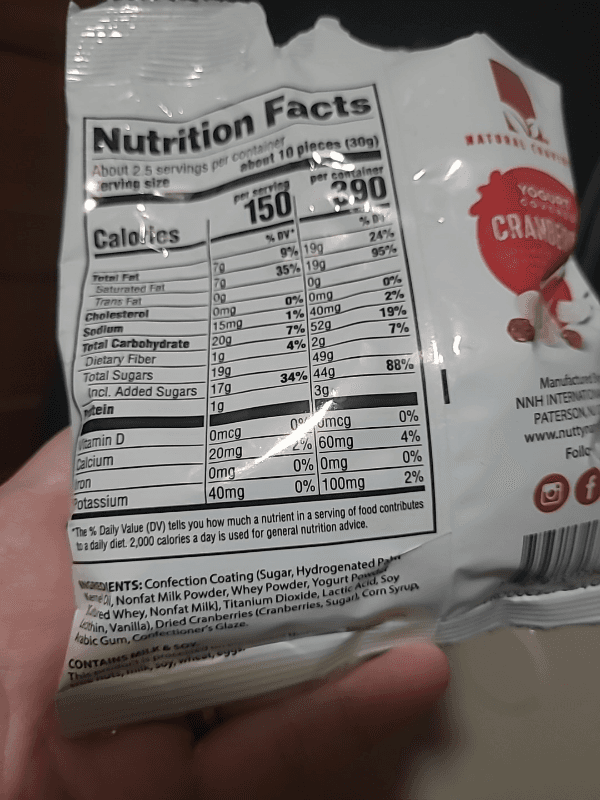 Nutrition Facts
About 2.5 servings per container
serving size about 10 pieces (30g)
per serving per container
Calories 150 390
% DV* % DV*
Total Fat 7g 9% 19g 24%
Saturated Fat 7g 35% 19g 95%
Trans Fat 0g 0g
Cholesterol 0mg 0% 0mg 0%
Sodium 15mg 1% 40mg 2%
Total Carbohydrate 20g 7% 52g 19%
Dietary Fiber 1g 4% 2g 7%
Total Sugars 19g 49g
Incl. Added Sugars 17g 34% 44g 88%
1g 3g
Vitamin D 0mcg 0% 0mcg 0%
Calcium 20mg 2% 60mg 4%
Iron 0mg 0% 0mg 0%
Potassium 40mg 0% 100mg 2%
*The % Daily Value (DV) tells you how much a nutrient in a serving of food contributes
to a daily diet. 2,000 calories a day is used for general nutrition advice.
INGREDIENTS: Confection Coating (Sugar, Hydrogenated
Nonfat Milk Powder, Whey Powder, Yogurt
Whey, Nonfat Milk), Titanium Dioxide, Lactic Acid, Soy
Vanilla), Dried Cranberries (Cranberries, Sugar), Corn Syrup,
Arabic Gum, Confectioner's Glaze.
CONTAINS MILK & SOY
This
milk, soy, wheat,
N
YOGURT
CRANB
Manufactured
NNH INTERNATIO
PATERSON, N
www.nutty
Follo
f